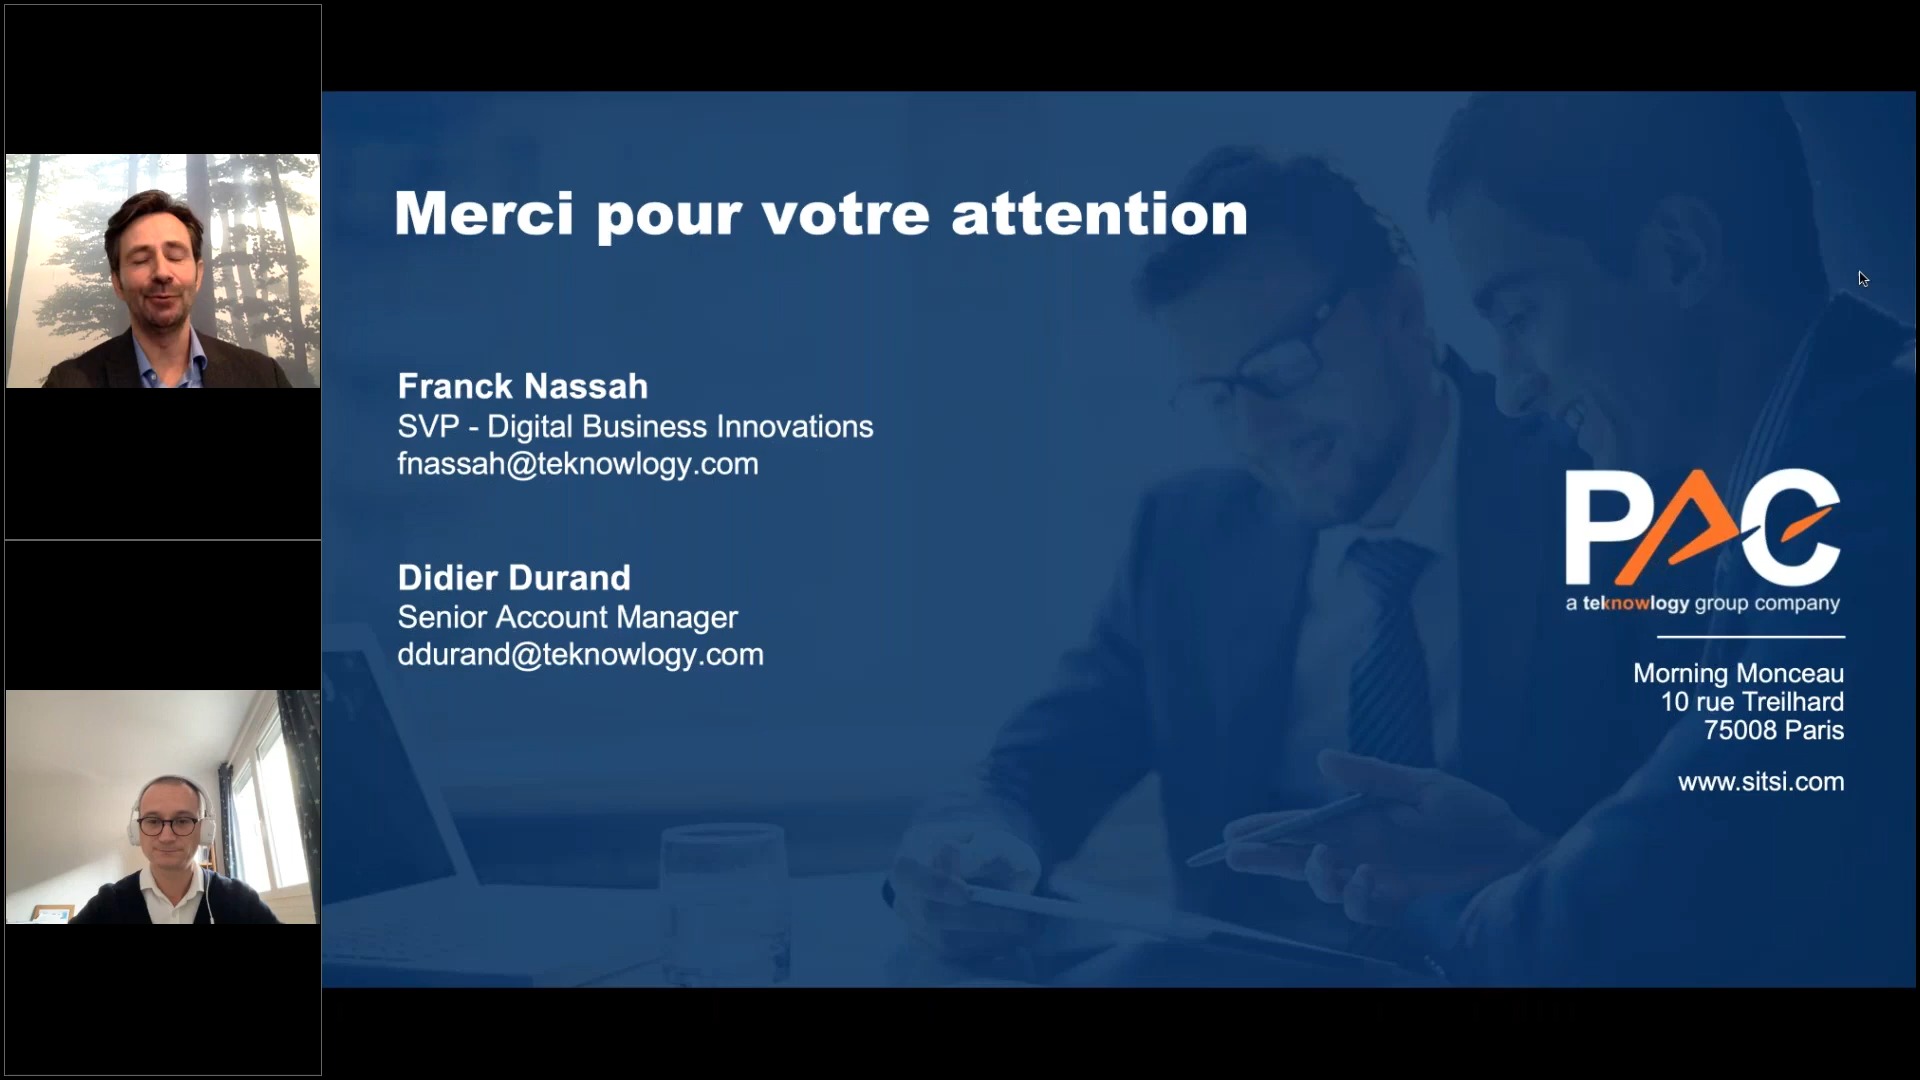 Merci pour votre attention
Franck Nassah
SVP - Digital Business Innovations
fnassah@teknowlogy.com
Didier Durand
Senior Account Manager
ddurand@teknowlogy.com
PAC
a teknowlogy group company
Morning Monceau
10 rue Treilhard
75008 Paris
www.sitsi.com